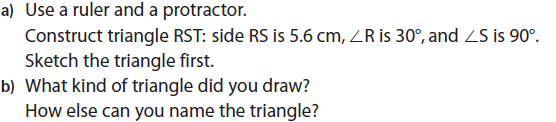 a) Use a ruler and a protractor.
Construct triangle RST: side RS is 5.6 cm, ∠R is 30°, and ∠S is 90°.
Sketch the triangle first.
b) What kind of triangle did you draw?
How else can you name the triangle?